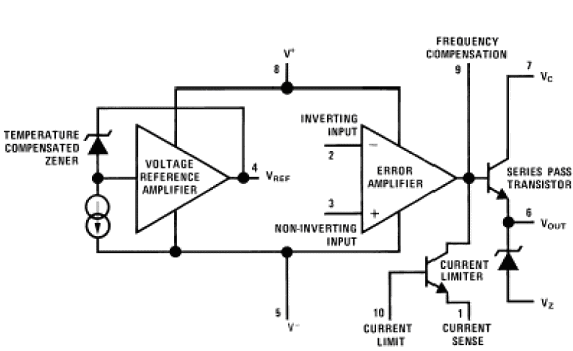 FREQUENCY
COMPENSATION
V+
8
9
7
VC
TEMPERATURE
COMPENSATED
ZENER
VOLTAGE
REFERENCE
AMPLIFIER
4
VREF
INVERTING
INPUT
2
−
ERROR
AMPLIFIER
3
+
NON-INVERTING
INPUT
SERIES PASS
TRANSISTOR
6
VOUT
CURRENT
LIMITER
VZ
5
V−
10
CURRENT
LIMIT
1
CURRENT
SENSE